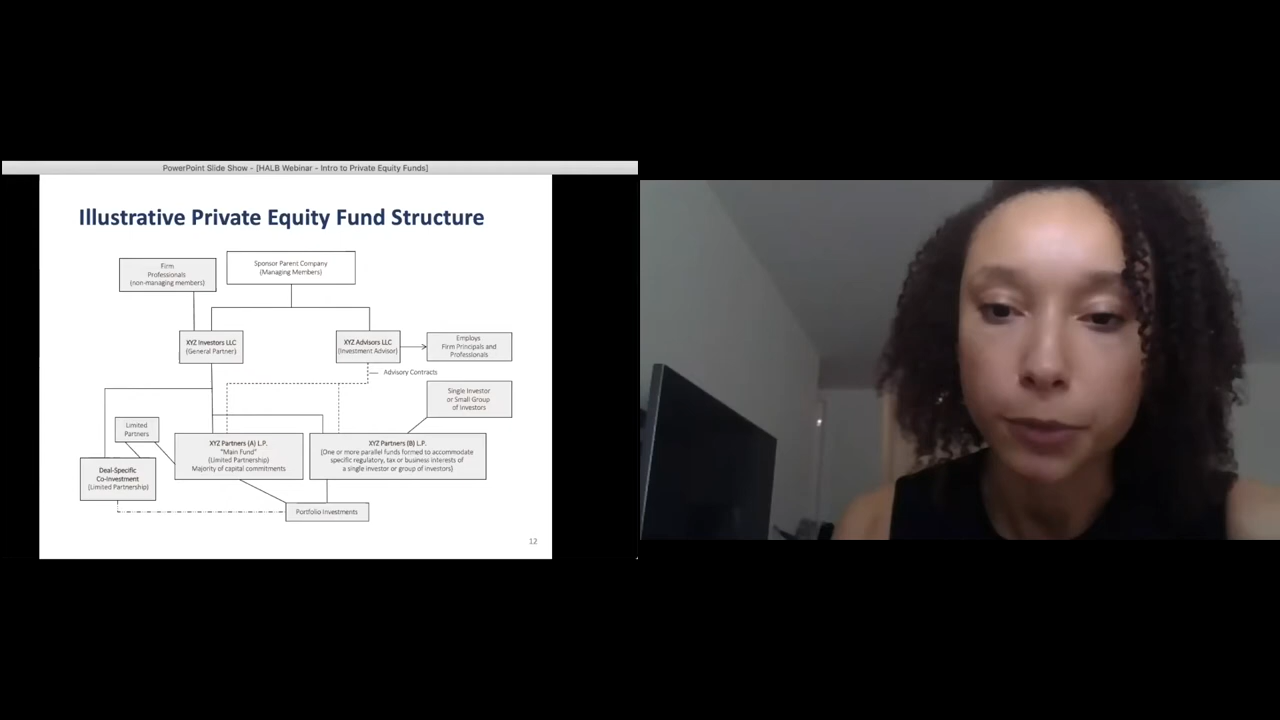 PowerPoint Slide Show - [HALB Webinar - Intro to Private Equity Funds]
Illustrative Private Equity Fund Structure
Firm
Professionals
(non-managing members)
Sponsor Parent Company
(Managing Members)
XYZ Investors LLC
(General Partner)
XYZ Advisors LLC
(Investment Advisor)
Employs
Firm Principals and
Professionals
Advisory Contracts
Single Investor
or Small Group
of Investors
Limited
Partners
XYZ Partners (A) L.P.
"Main Fund"
(Limited Partnership)
Majority of capital commitments
XYZ Partners (B) L.P.
(One or more parallel funds formed to accommodate
specific regulatory, tax or business interests of
a single investor or group of investors)
Deal-Specific
Co-Investment
(Limited Partnership)
Portfolio Investments
12